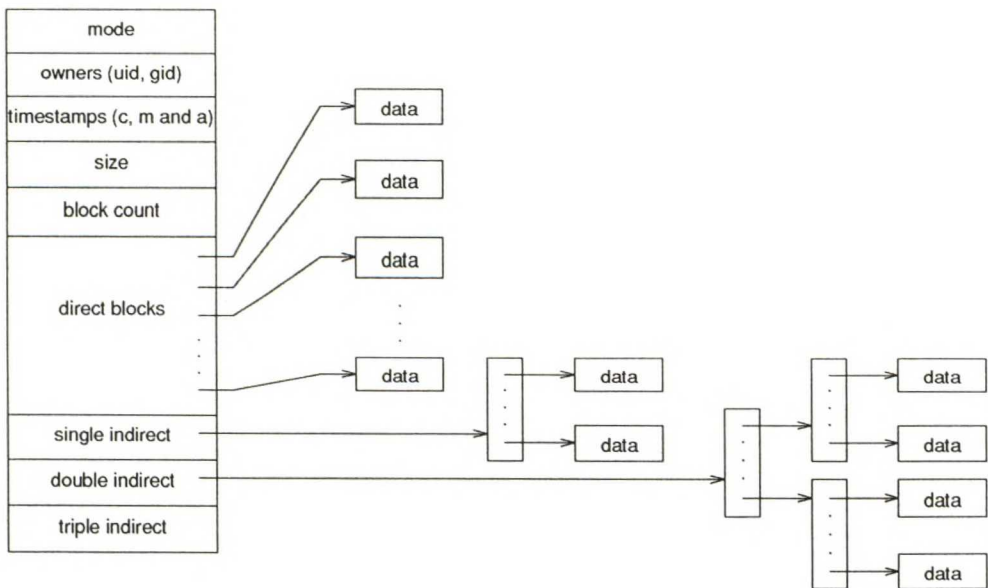 mode
owners (uid, gid)
timestamps (c, m and a)
size
block count
direct blocks
single indirect
double indirect
triple indirect
data
data
data
data
data
data
data
data
data
data